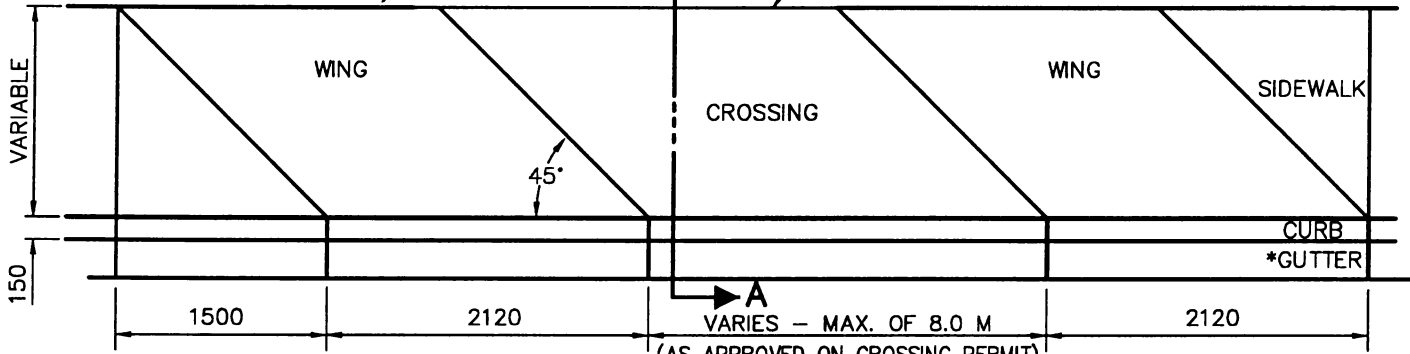 WING
WING
VARIABLE
SIDEWALK
CROSSING
45°
CURB
*GUTTER
150
A
1500
2120
VARIES – MAX. OF 8.0 M
2120
(AS APPROVED ON CROSSING PERMIT)